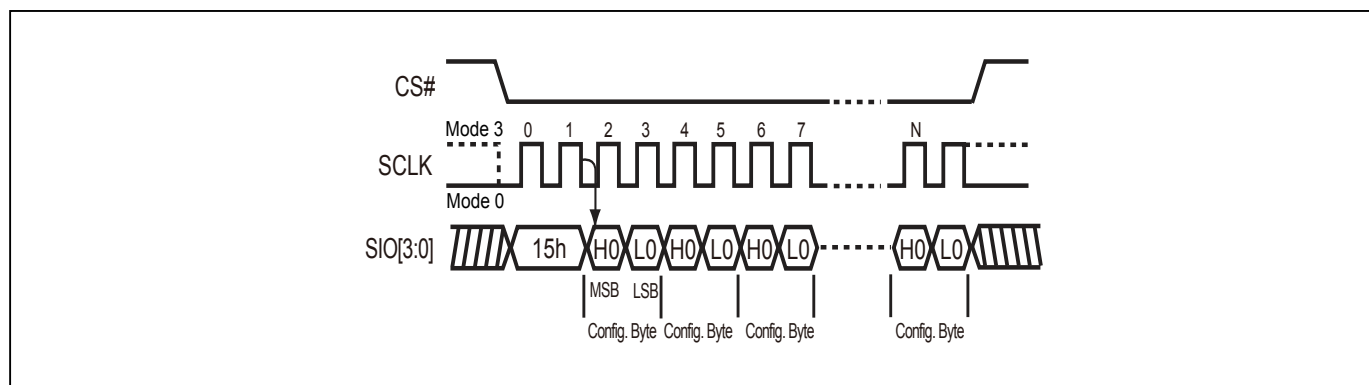 CS#
Mode 3 0 1 2 3 4 5 6 7 N
SCLK
Mode 0
SIO[3:0] 15h H0 L0 H0 L0 H0 L0 H0 L0
MSB LSB
Config. Byte Config. Byte Config. Byte Config. Byte